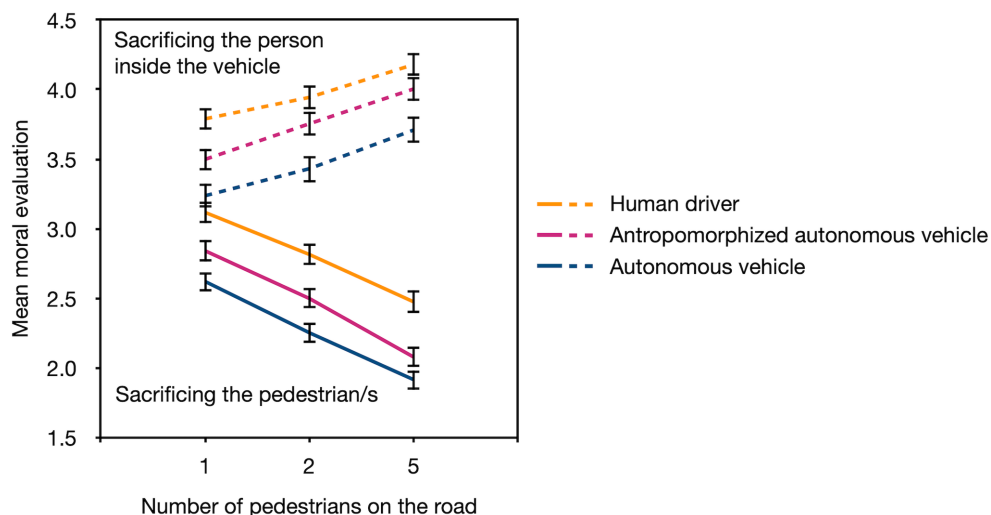 4.5
Sacrificing the person
inside the vehicle
4.0
3.5
3.0
2.5
2.0
1.5
Mean moral evaluation
Sacrificing the pedestrian/s
1
2
5
Number of pedestrians on the road
Human driver
Antropomorphized autonomous vehicle
Autonomous vehicle